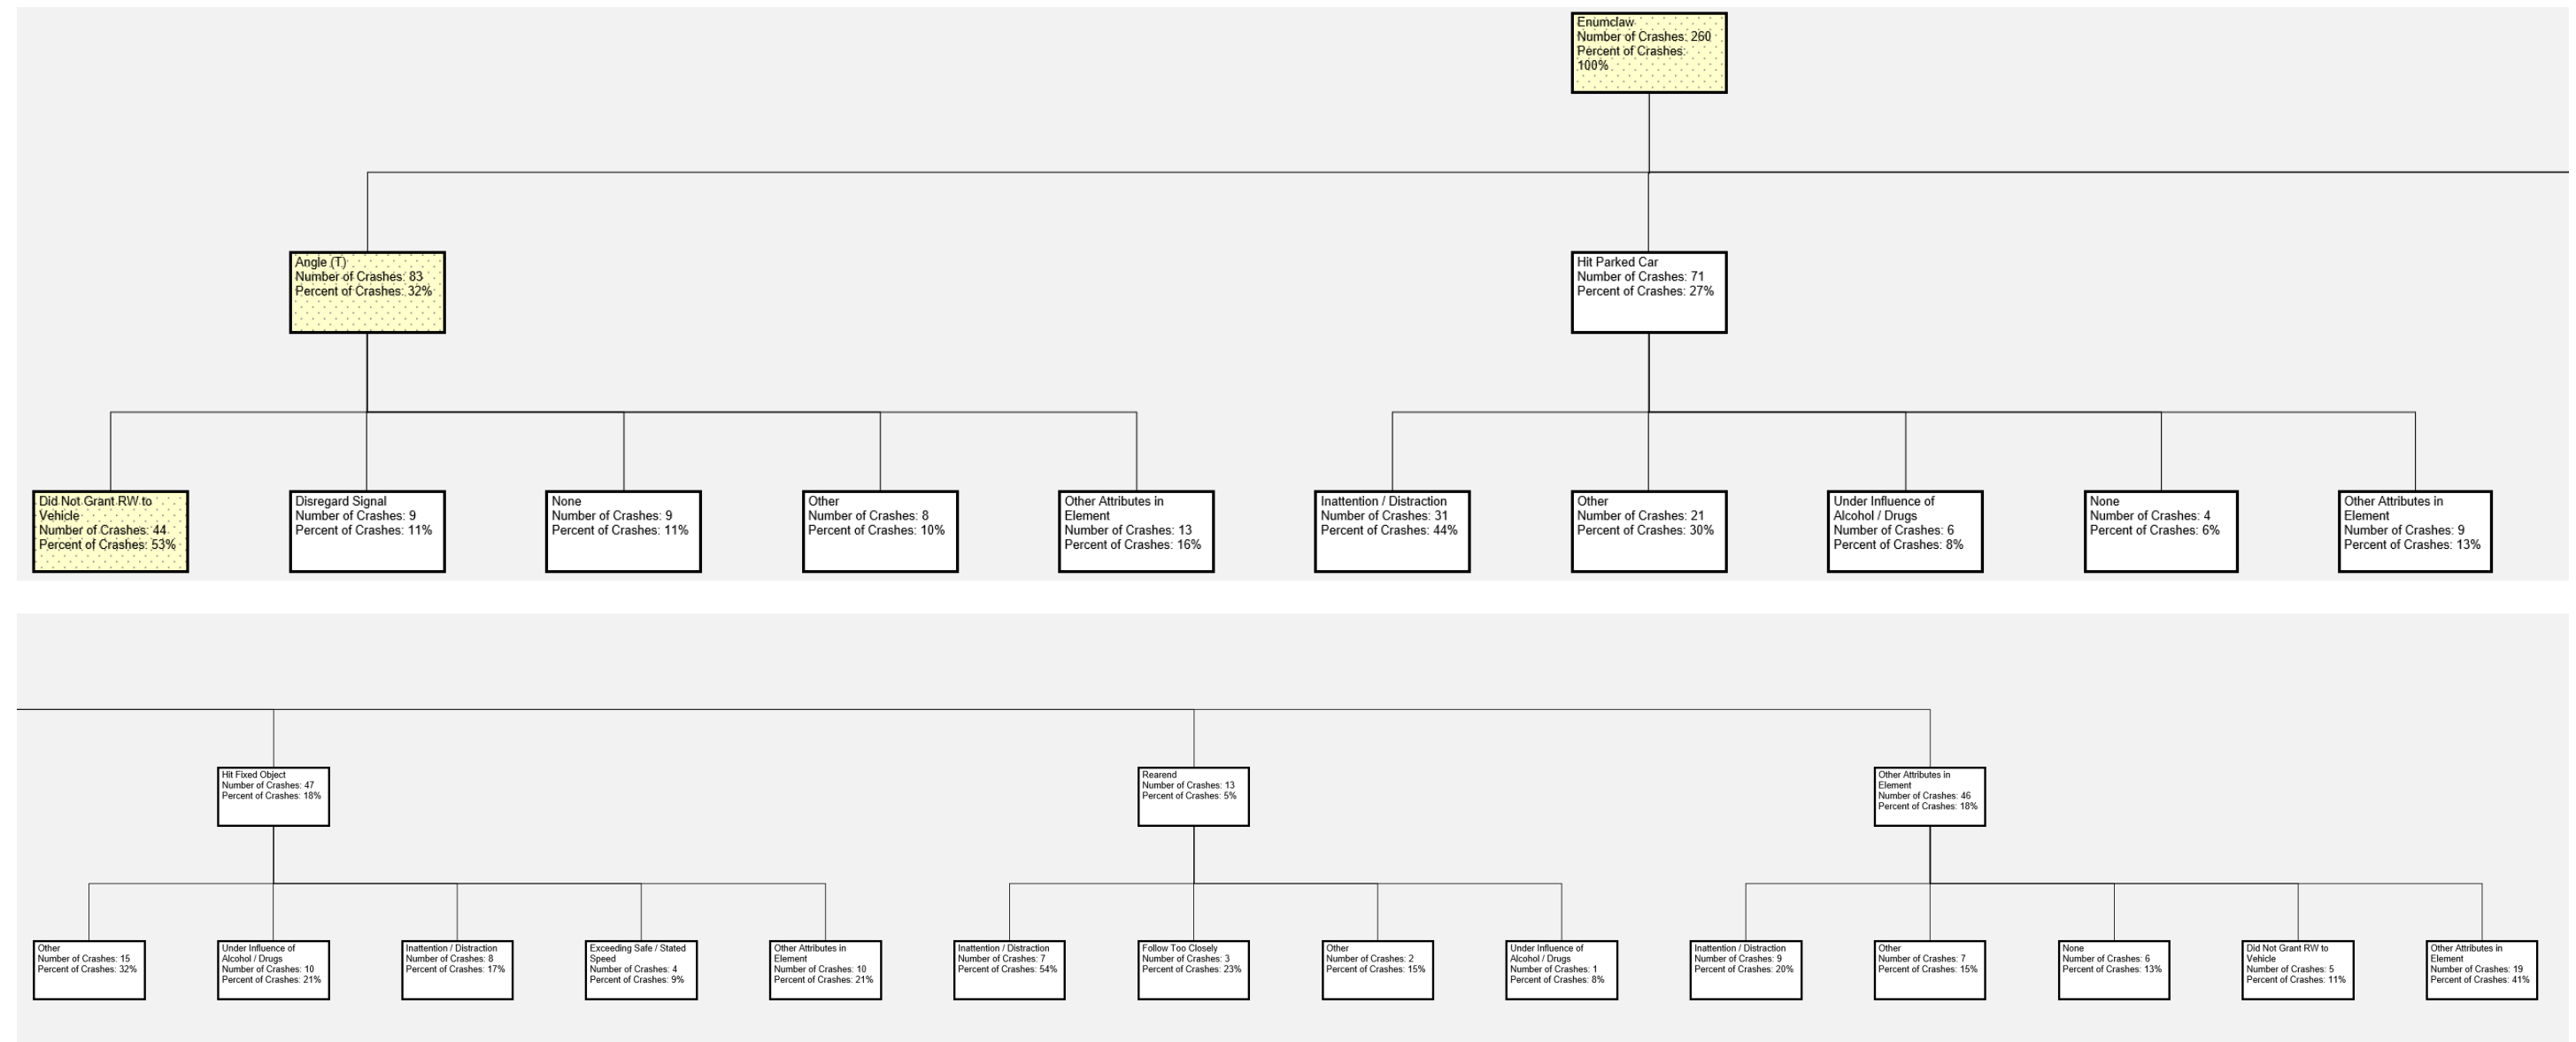 Enumclaw
Number of Crashes: 260
Percent of Crashes:
100%
Angle (T)
Number of Crashes: 83
Percent of Crashes: 32%
Hit Parked Car
Number of Crashes: 71
Percent of Crashes: 27%
Did Not Grant RW to
Vehicle
Number of Crashes: 44
Percent of Crashes: 53%
Disregard Signal
Number of Crashes: 9
Percent of Crashes: 11%
None
Number of Crashes: 9
Percent of Crashes: 11%
Other
Number of Crashes: 8
Percent of Crashes: 10%
Other Attributes in
Element
Number of Crashes: 13
Percent of Crashes: 16%
Inattention / Distraction
Number of Crashes: 31
Percent of Crashes: 44%
Other
Number of Crashes: 21
Percent of Crashes: 30%
Under Influence of
Alcohol / Drugs
Number of Crashes: 6
Percent of Crashes: 8%
None
Number of Crashes: 4
Percent of Crashes: 6%
Other Attributes in
Element
Number of Crashes: 9
Percent of Crashes: 13%
Hit Fixed Object
Number of Crashes: 47
Percent of Crashes: 18%
Rearend
Number of Crashes: 13
Percent of Crashes: 5%
Other Attributes in
Element
Number of Crashes: 46
Percent of Crashes: 18%
Other
Number of Crashes: 15
Percent of Crashes: 32%
Under Influence of
Alcohol / Drugs
Number of Crashes: 10
Percent of Crashes: 21%
Inattention / Distraction
Number of Crashes: 8
Percent of Crashes: 17%
Exceeding Safe / Stated
Speed
Number of Crashes: 4
Percent of Crashes: 9%
Other Attributes in
Element
Number of Crashes: 10
Percent of Crashes: 21%
Inattention / Distraction
Number of Crashes: 7
Percent of Crashes: 54%
Follow Too Closely
Number of Crashes: 3
Percent of Crashes: 23%
Other
Number of Crashes: 2
Percent of Crashes: 15%
Under Influence of
Alcohol / Drugs
Number of Crashes: 1
Percent of Crashes: 8%
Inattention / Distraction
Number of Crashes: 9
Percent of Crashes: 20%
Other
Number of Crashes: 7
Percent of Crashes: 15%
None
Number of Crashes: 6
Percent of Crashes: 13%
Did Not Grant RW to
Vehicle
Number of Crashes: 5
Percent of Crashes: 11%
Other Attributes in
Element
Number of Crashes: 19
Percent of Crashes: 41%